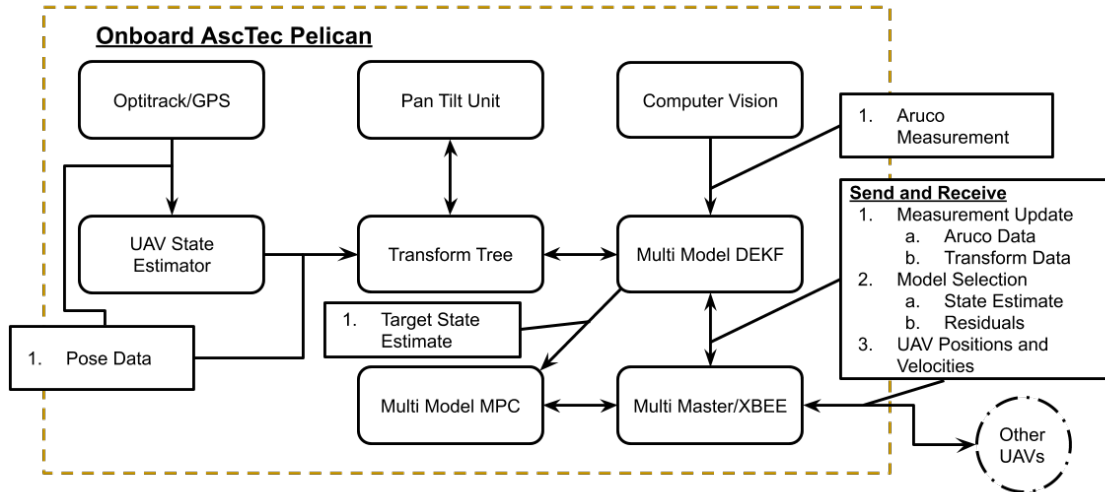 Onboard AscTec Pelican
Optitrack/GPS
Pan Tilt Unit
Computer Vision
1. Aruco
Measurement
Send and Receive
1. Measurement Update
a. Aruco Data
b. Transform Data
2. Model Selection
a. State Estimate
b. Residuals
3. UAV Positions and
Velocities
UAV State
Estimator
Transform Tree
Multi Model DEKF
1. Target State
Estimate
1. Pose Data
Multi Model MPC
Multi Master/XBEE
Other
UAVs